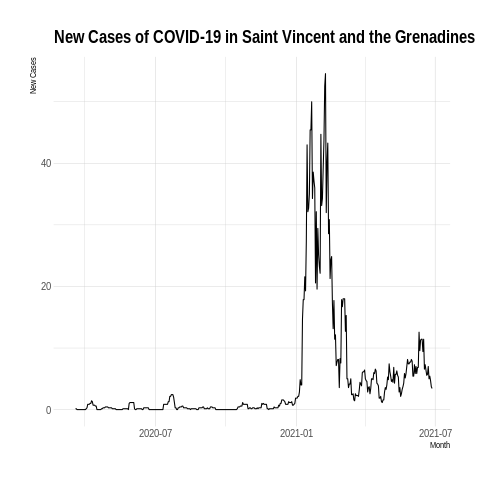 New Cases of COVID-19 in Saint Vincent and the Grenadines
New Cases
40
20
0
2020-07 2021-01 2021-07
Month